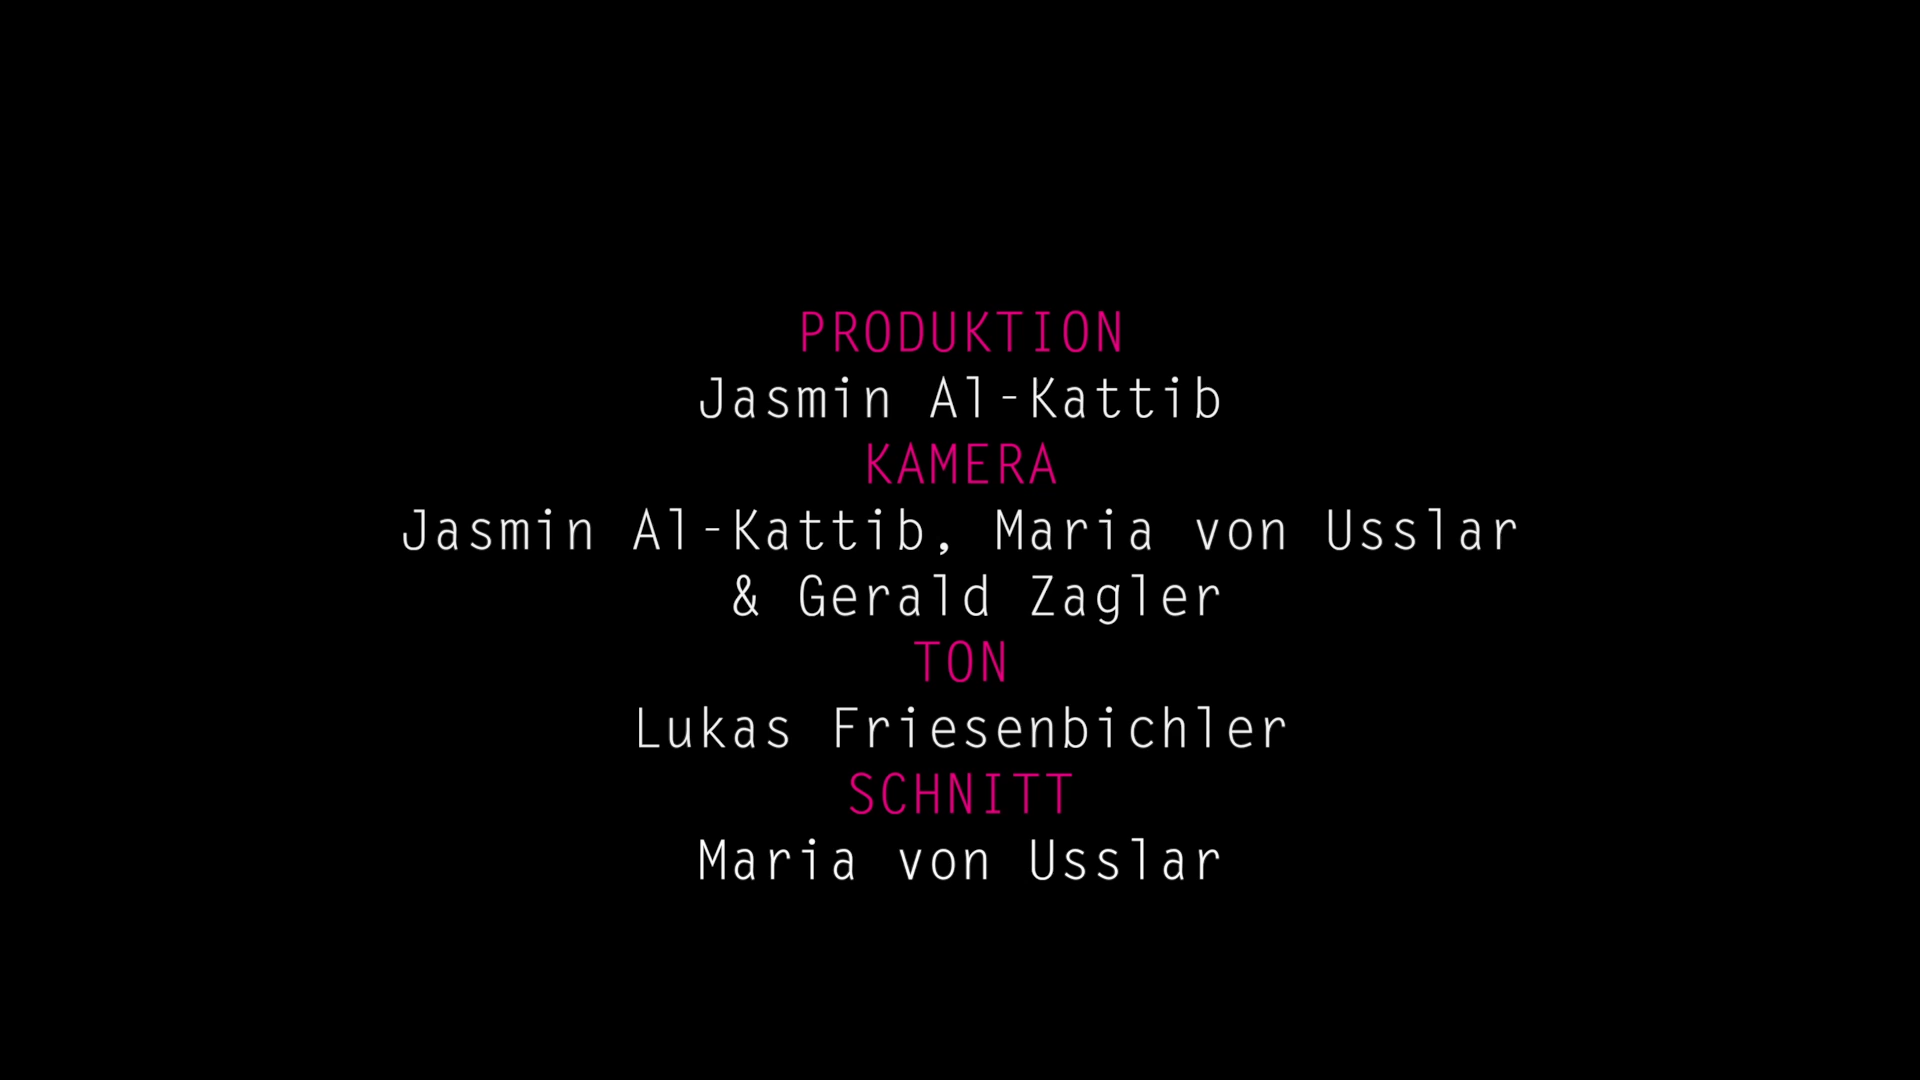 PRODUKTION
Jasmin Al-Kattib
KAMERA
Jasmin Al-Kattib, Maria von Usslar
& Gerald Zagler
TON
Lukas Friesenbichler
SCHNITT
Maria von Usslar